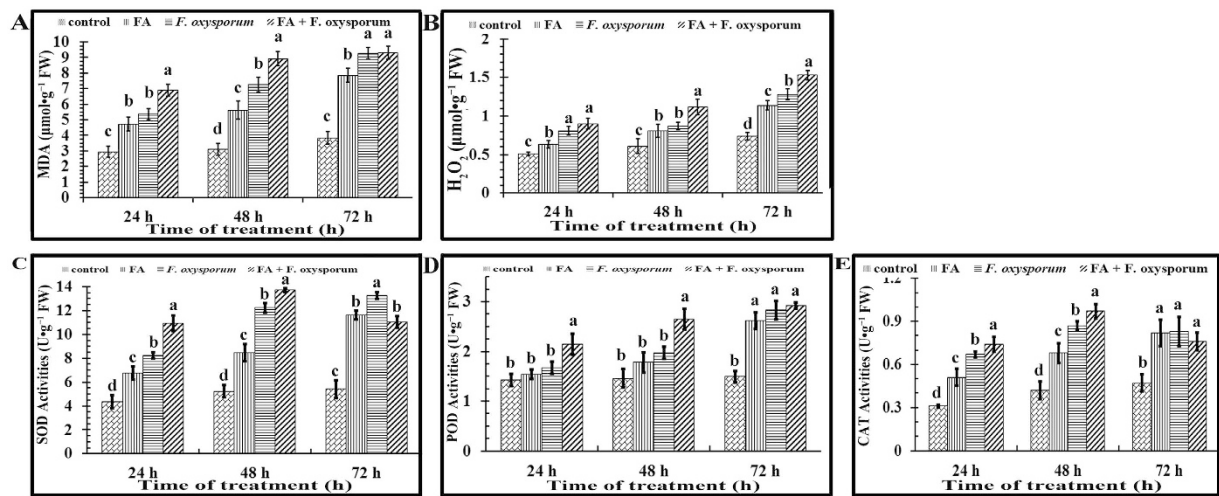 A
control FA F. oxysporum FA + F. oxysporum
MDA (μmol•g⁻¹ FW)
10
9
8
7
6
5
4
3
2
1
0
c b b a
d c b a
c b a a
24 h 48 h 72 h
Time of treatment (h)
B
control FA F. oxysporum FA + F. oxysporum
H₂O₂ (μmol•g⁻¹ FW)
2
1.5
1
0.5
0
c b a a
c b b a
d c b a
24 h 48 h 72 h
Time of treatment (h)
C
control FA F. oxysporum FA + F. oxysporum
SOD Activities (U•g⁻¹ FW)
14
12
10
8
6
4
2
0
d c b a
d c b a
c b a b
24 h 48 h 72 h
Time of treatment (h)
D
control FA F. oxysporum FA + F. oxysporum
POD Activities (U•g⁻¹ FW)
3
2
1
0
b b b a
b b b a
b a a a
24 h 48 h 72 h
Time of treatment (h)
E
control FA F. oxysporum FA + F. oxysporum
CAT Activities (U•g⁻¹ FW)
1.2
0.9
0.6
0.3
0
d c b a
d c b a
b a a a
24 h 48 h 72 h
Time of treatment (h)